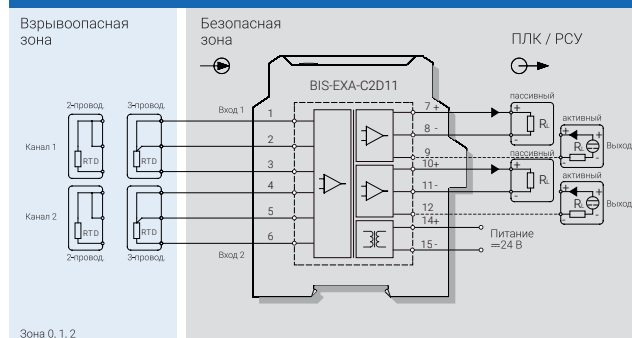 Взрывоопасная
зона
Безопасная
зона
ПЛК / РСУ
BIS-EXA-C2D11
2-провод.
3-провод.
Вход 1
Канал 1
RTD
RTD
Канал 2
RTD
RTD
2-провод.
3-провод.
Вход 2
1
2
3
4
5
6
7 +
8 -
9
10+
11-
12
14+
15-
пассивный
+
RL
-
активный
+
+
RL
-
-
Выход
пассивный
+
RL
-
активный
+
+
RL
-
-
Выход
Питание
24 В
Зона 0, 1, 2